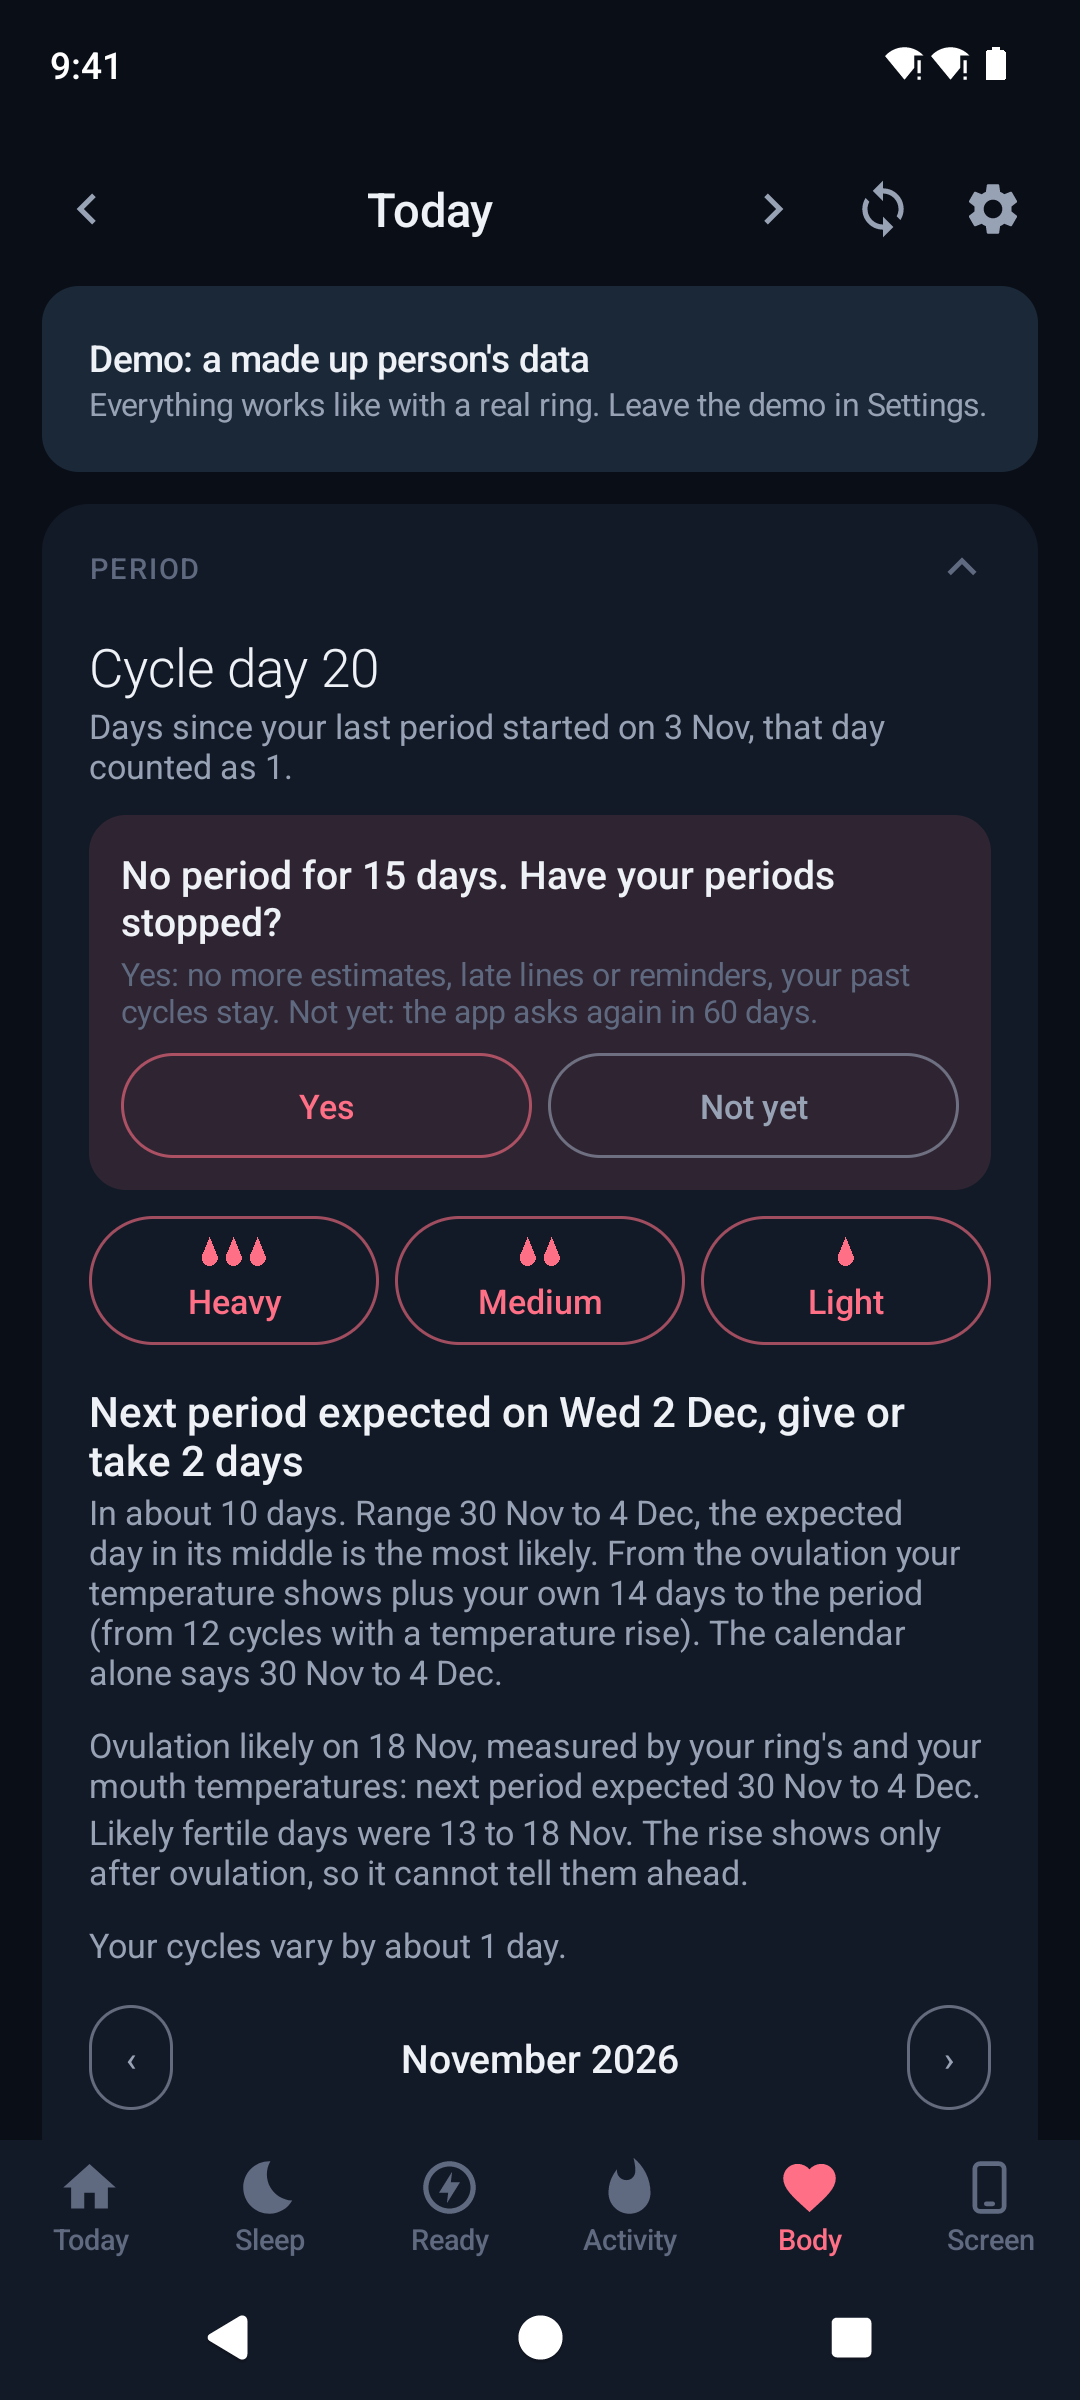 9:41
Today
Demo: a made up person's data
Everything works like with a real ring. Leave the demo in Settings.
PERIOD
Cycle day 20
Days since your last period started on 3 Nov, that day
counted as 1.
No period for 15 days. Have your periods
stopped?
Yes: no more estimates, late lines or reminders, your past
cycles stay. Not yet: the app asks again in 60 days.
Yes
Not yet
Heavy
Medium
Light
Next period expected on Wed 2 Dec, give or
take 2 days
In about 10 days. Range 30 Nov to 4 Dec, the expected
day in its middle is the most likely. From the ovulation your
temperature shows plus your own 14 days to the period
(from 12 cycles with a temperature rise). The calendar
alone says 30 Nov to 4 Dec.
Ovulation likely on 18 Nov, measured by your ring's and your
mouth temperatures: next period expected 30 Nov to 4 Dec.
Likely fertile days were 13 to 18 Nov. The rise shows only
after ovulation, so it cannot tell them ahead.
Your cycles vary by about 1 day.
‹
November 2026
›
Today
Sleep
Ready
Activity
Body
Screen